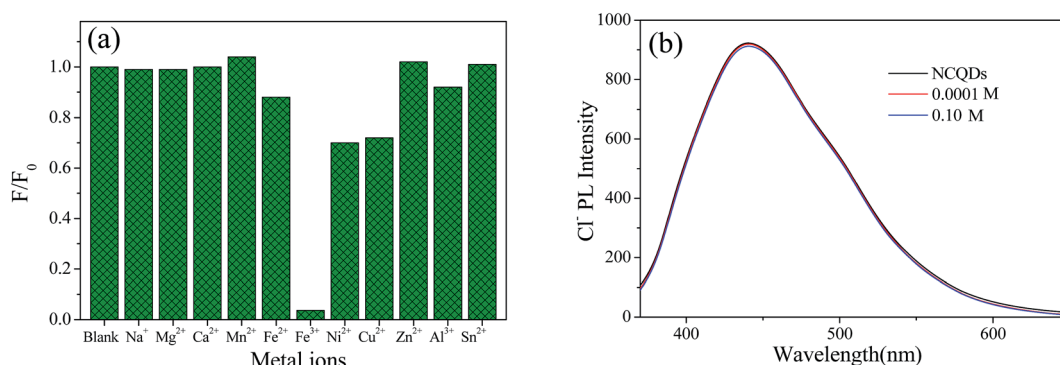 (a)
1.0
0.8
0.6
0.4
0.2
0.0
F/F₀
Blank Na⁺ Mg²⁺ Ca²⁺ Mn²⁺ Fe²⁺ Fe³⁺ Ni²⁺ Cu²⁺ Zn²⁺ Al³⁺ Sn²⁺
Metal ions
(b)
1000
800
600
400
200
0
Cl⁻ PL Intensity
NCQDs
0.0001 M
0.10 M
400 500 600
Wavelength(nm)